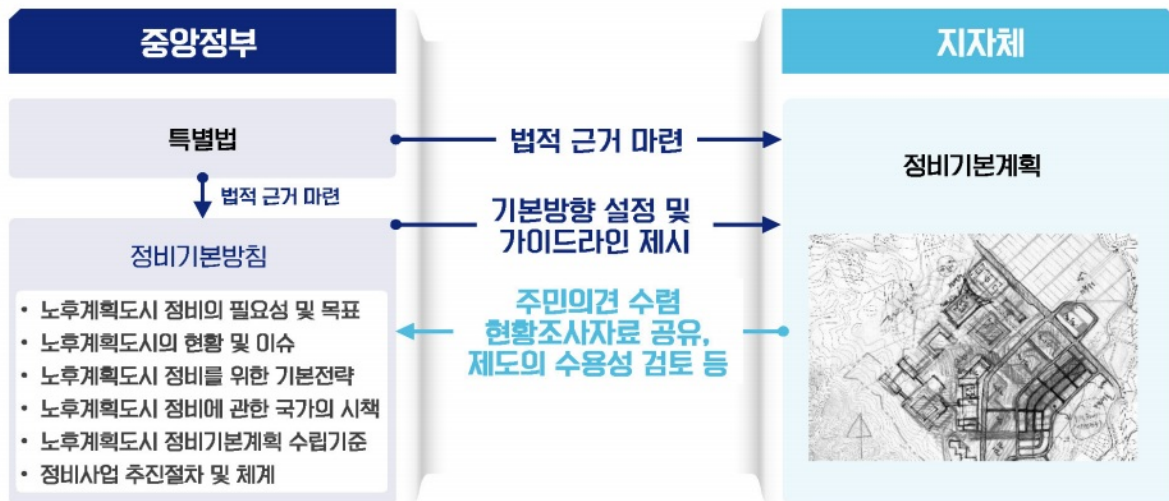 중앙정부
지자체
특별법
법적 근거 마련
정비기본방침
• 노후계획도시 정비의 필요성 및 목표
• 노후계획도시의 현황 및 이슈
• 노후계획도시 정비를 위한 기본전략
• 노후계획도시 정비에 관한 국가의 시책
• 노후계획도시 정비기본계획 수립기준
• 정비사업 추진절차 및 체계
법적 근거 마련
기본방향 설정 및
가이드라인 제시
주민의견 수렴
현황조사자료 공유,
제도의 수용성 검토 등
정비기본계획